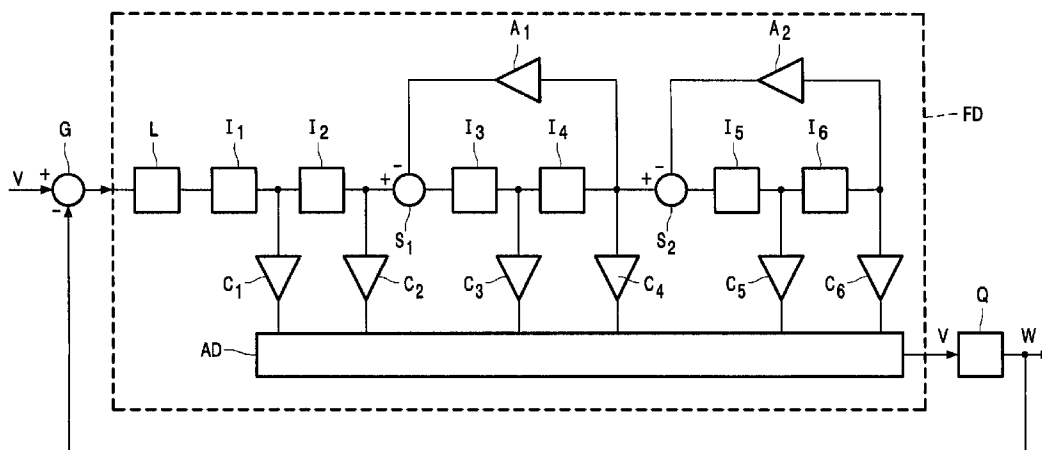 A1
A2
FD
G
L
I1
I2
I3
I4
I5
I6
V
+
-
-
+
-
+
S1
S2
C1
C2
C3
C4
C5
C6
AD
V
Q
W